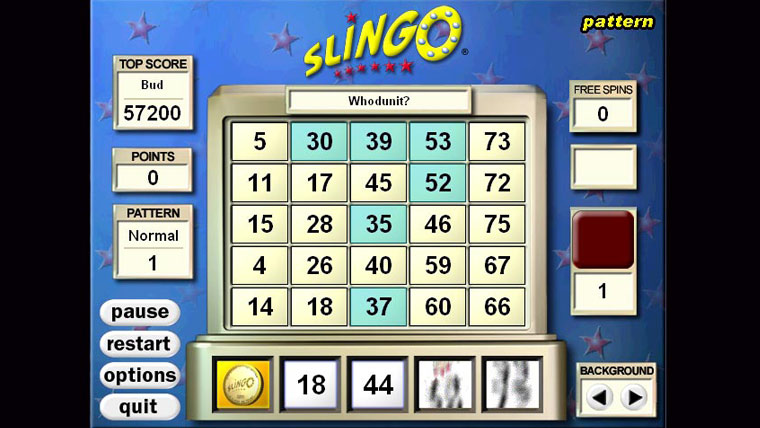 SLINGO®
pattern
TOP SCORE
Bud
57200
POINTS
0
PATTERN
Normal
1
Whodunit?
5 30 39 53 73
11 17 45 52 72
15 28 35 46 75
4 26 40 59 67
14 18 37 60 66
FREE SPINS
0
1
pause
restart
options
quit
SLINGO 18 44
BACKGROUND